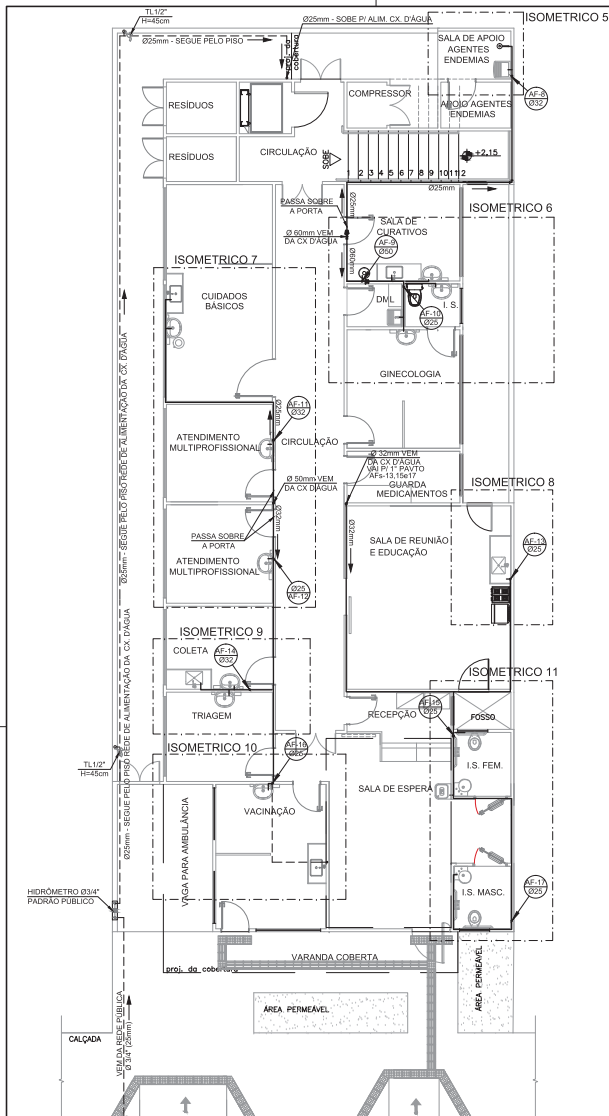 TL1/2"
H=45cm
Ø25mm - SOBE P/ ALIM. CX. D'ÁGUA
ISOMETRICO 5
Ø25mm - SEGUE PELO PISO
proj. da
cobertura
SALA DE APOIO
AGENTES
ENDEMIAS
AF-8
Ø32
RESÍDUOS
COMPRESSOR
APOIO AGENTES
ENDEMIAS
RESÍDUOS
CIRCULAÇÃO
SOBE
+2.15
1 2 3 4 5 6 7 8 9 10 11 12
Ø25mm
PASSA SOBRE
A PORTA
Ø25mm
ISOMETRICO 6
SALA DE
CURATIVOS
Ø 60mm VEM
DA CX D'ÁGUA
Ø60mm
AF-9
Ø50
ISOMETRICO 7
CUIDADOS
BÁSICOS
DML
I. S.
AF-10
Ø25
GINECOLOGIA
Ø25mm - SEGUE PELO PISO REDE DE ALIMENTAÇÃO DA CX. D'ÁGUA
AF-11
Ø32
Ø25mm
ATENDIMENTO
MULTIPROFISSIONAL
CIRCULAÇÃO
Ø 32mm VEM
DA CX D'ÁGUA
VAI P/ 1° PAVTO
AFs-13,15e17
GUARDA
MEDICAMENTOS
ISOMETRICO 8
Ø 50mm VEM
DA CX D'ÁGUA
Ø32mm
PASSA SOBRE
A PORTA
Ø32mm
SALA DE REUNIÃO
E EDUCAÇÃO
AF-13
Ø25
ATENDIMENTO
MULTIPROFISSIONAL
Ø25
AF-12
ISOMETRICO 9
COLETA
AF-14
Ø32
ISOMETRICO 11
TRIAGEM
RECEPÇÃO
AF-15
Ø25
FOSSO
ISOMETRICO 10
AF-16
Ø25
I.S. FEM.
TL1/2"
H=45cm
Ø25mm - SEGUE PELO PISO REDE DE ALIMENTAÇÃO DA CX. D'ÁGUA
SALA DE ESPERA
VACINAÇÃO
VAGA PARA AMBULÂNCIA
HIDRÔMETRO Ø3/4"
PADRÃO PÚBLICO
I.S. MASC.
AF-17
Ø25
VARANDA COBERTA
proj. da cobertura
ÁREA PERMEÁVEL
ÁREA PERMEÁVEL
CALÇADA
VEM DA REDE PÚBLICA
Ø 3/4" (25mm)